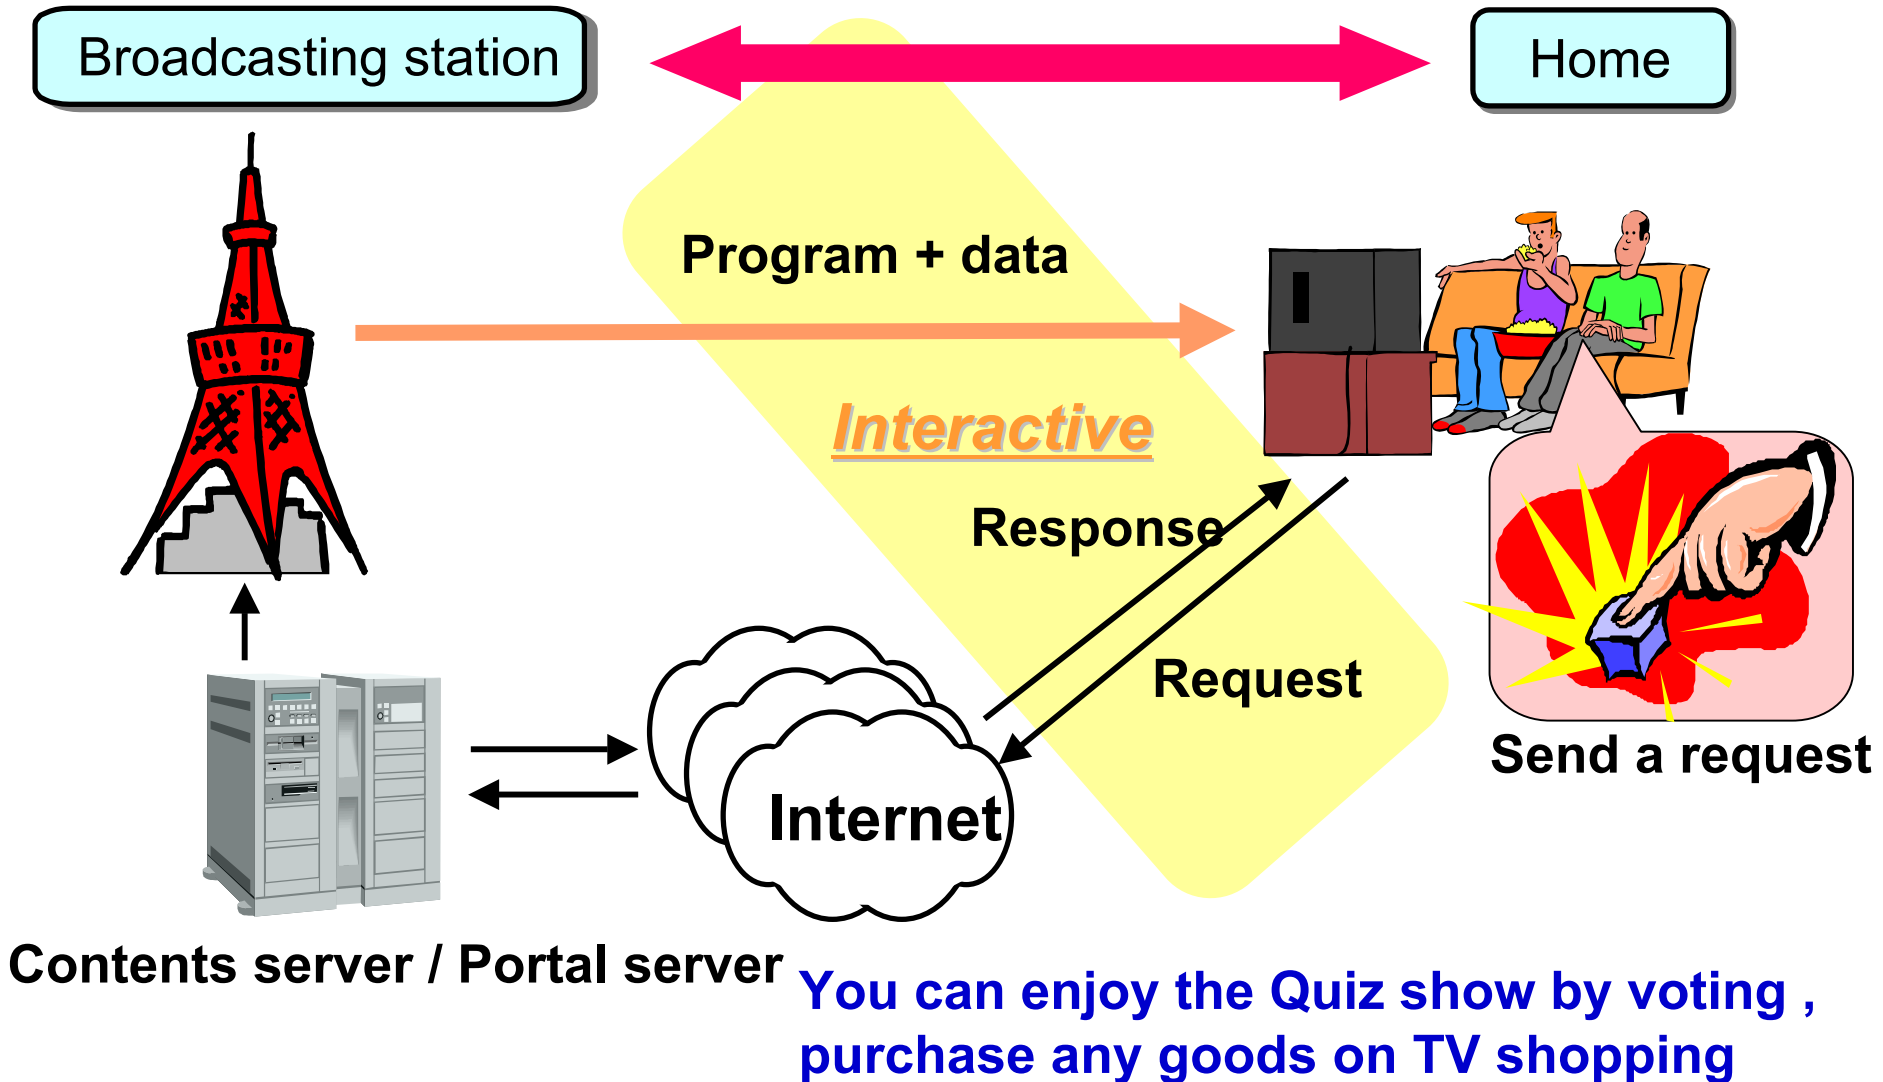 Broadcasting station
Home
Program + data
Interactive
Response
Request
Send a request
Internet
Contents server / Portal server
You can enjoy the Quiz show by voting ,
purchase any goods on TV shopping